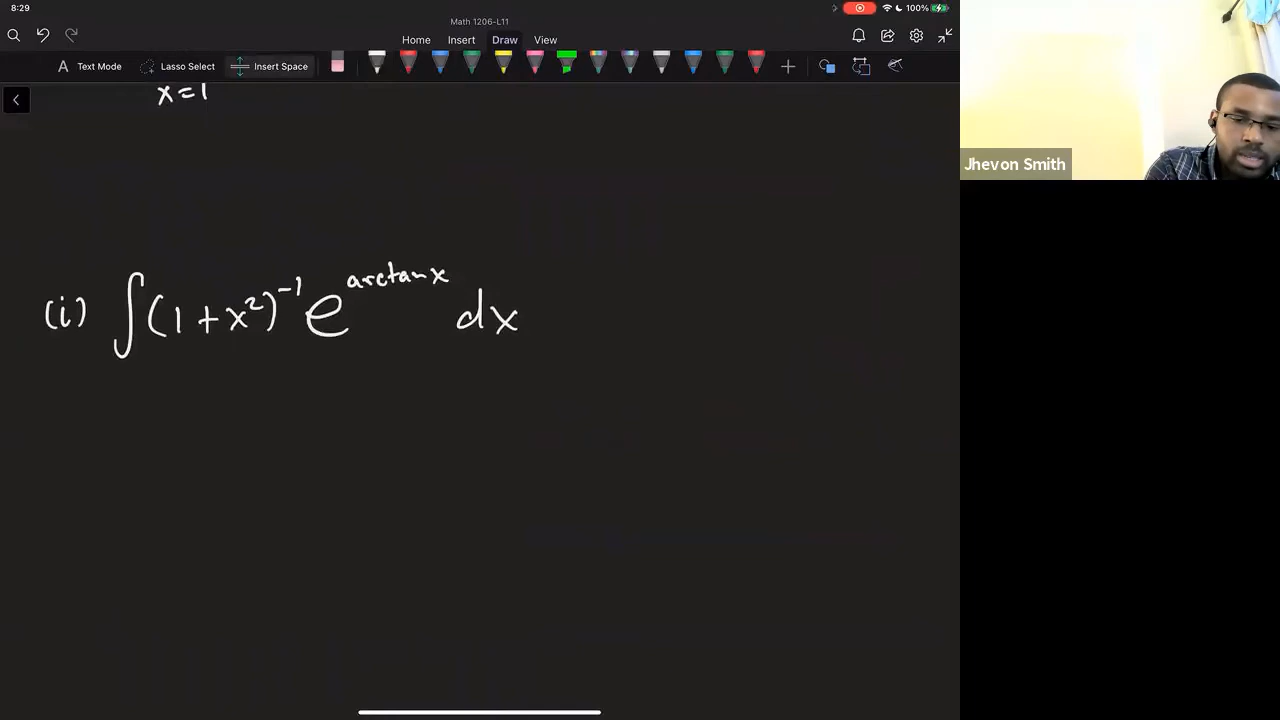 8:29
100%
Math 1206-L11
Home Insert Draw View
Text Mode Lasso Select Insert Space
x = 1
Jhevon Smith
(i) ∫(1 + x²)⁻¹ e^(arctan x) dx